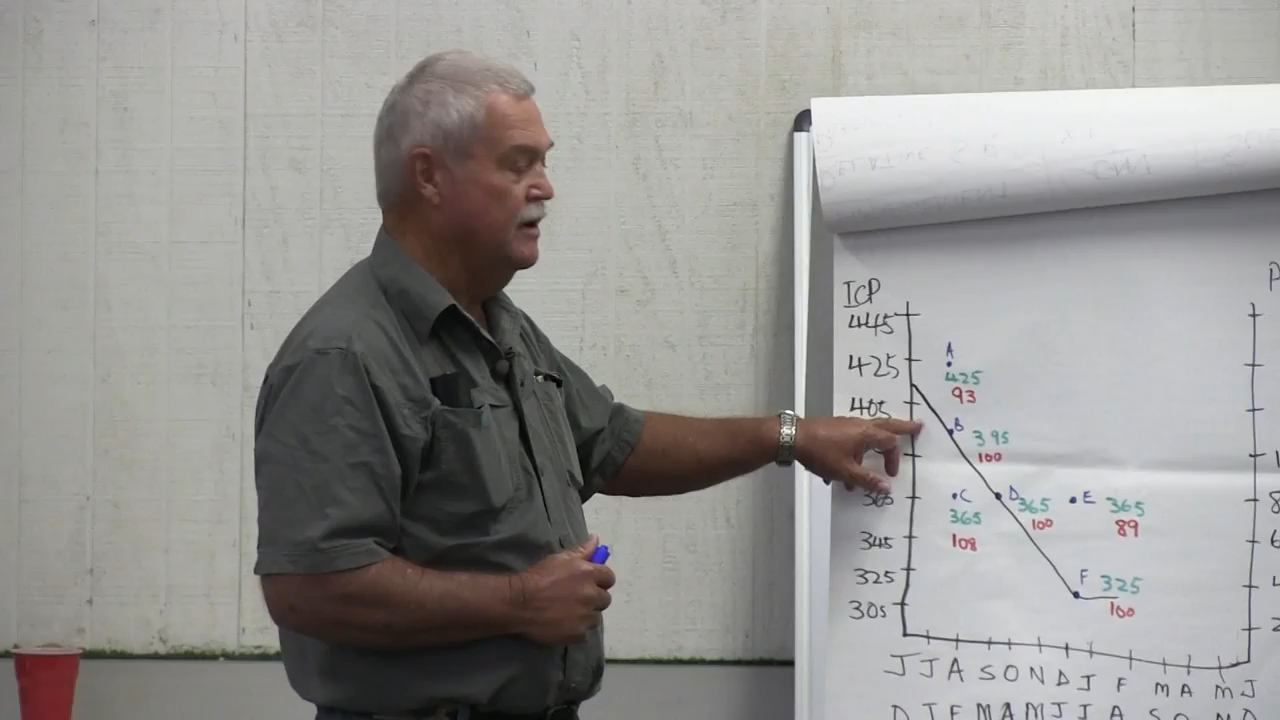 ICP
445
425
405
365
345
325
305
A
425
93
B 395
100
C
365
108
D 365
100
E 365
89
F 325
100
P
J J A S O N D J F M A M J
D J F M A M J J A S O N D